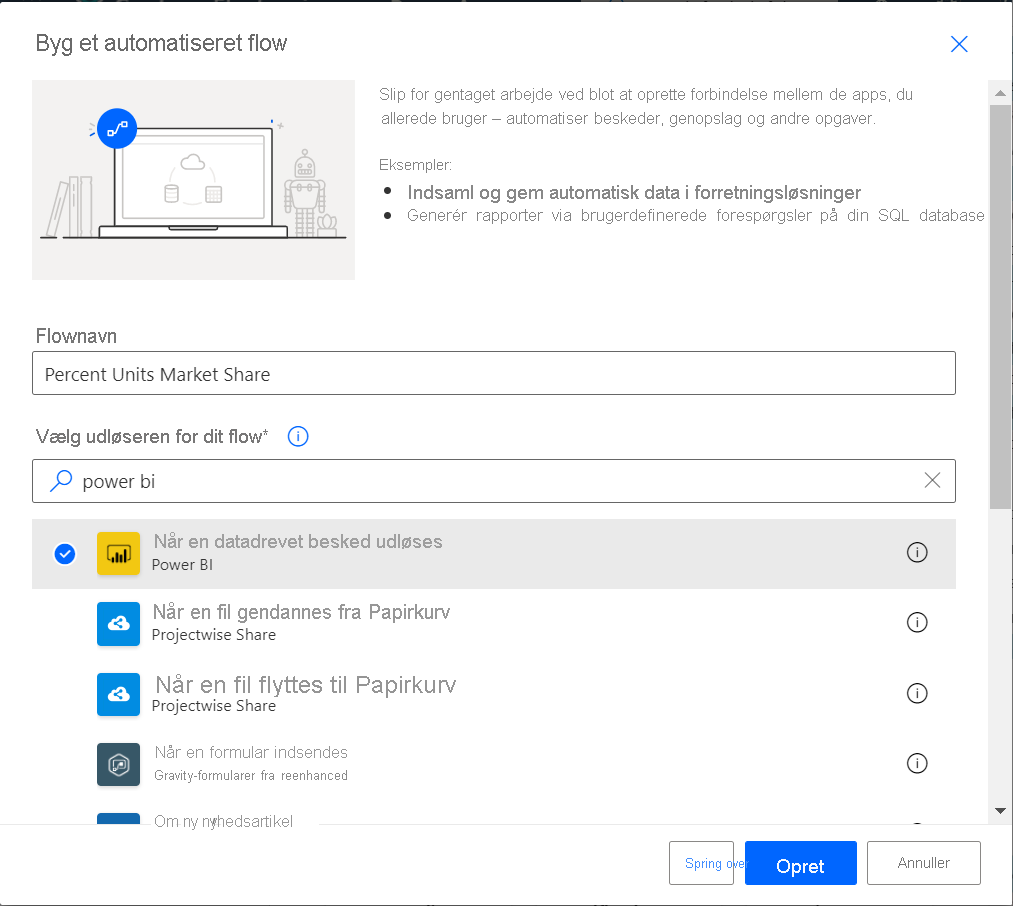 Byg et automatiseret flow
Slip for gentaget arbejde ved blot at oprette forbindelse mellem de apps, du
allerede bruger – automatiser beskeder, genopslag og andre opgaver.
Eksempler:
Indsaml og gem automatisk data i forretningsløsninger
Generér rapporter via brugerdefinerede forespørgsler på din SQL database
Flownavn
Percent Units Market Share
Vælg udløseren for dit flow*
power bi
Når en datadrevet besked udløses
Power BI
Når en fil gendannes fra Papirkurv
Projectwise Share
Når en fil flyttes til Papirkurv
Projectwise Share
Når en formular indsendes
Gravity-formularer fra reenhanced
Om ny nyhedsartikel
Spring over
Opret
Annuller